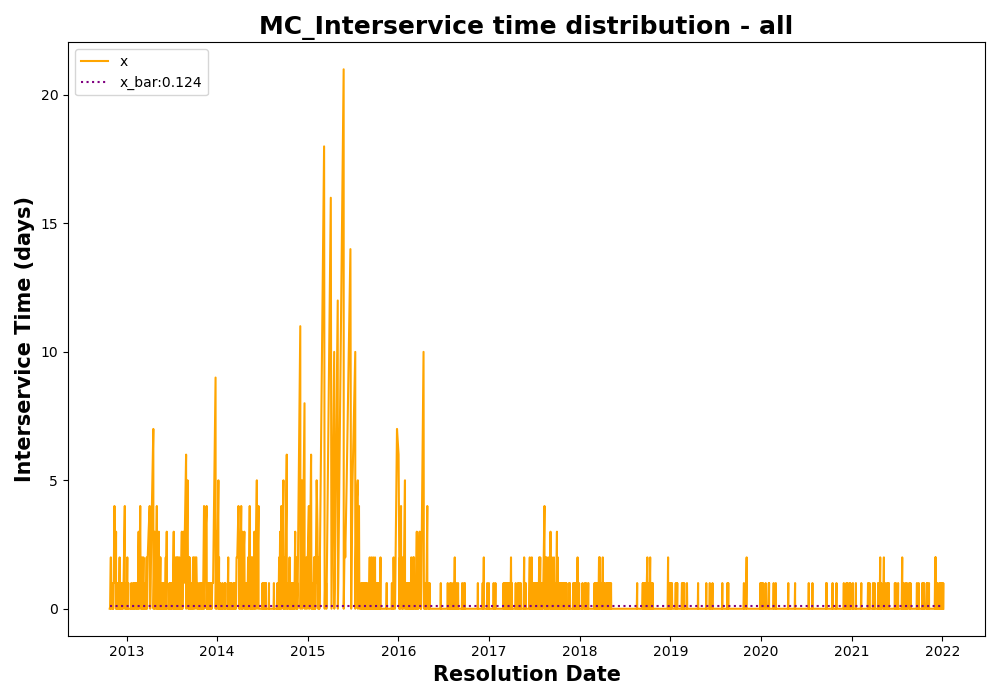 MC_Interservice time distribution - all
x
x_bar:0.124
Interservice Time (days)
20
15
10
5
0
2013 2014 2015 2016 2017 2018 2019 2020 2021 2022
Resolution Date